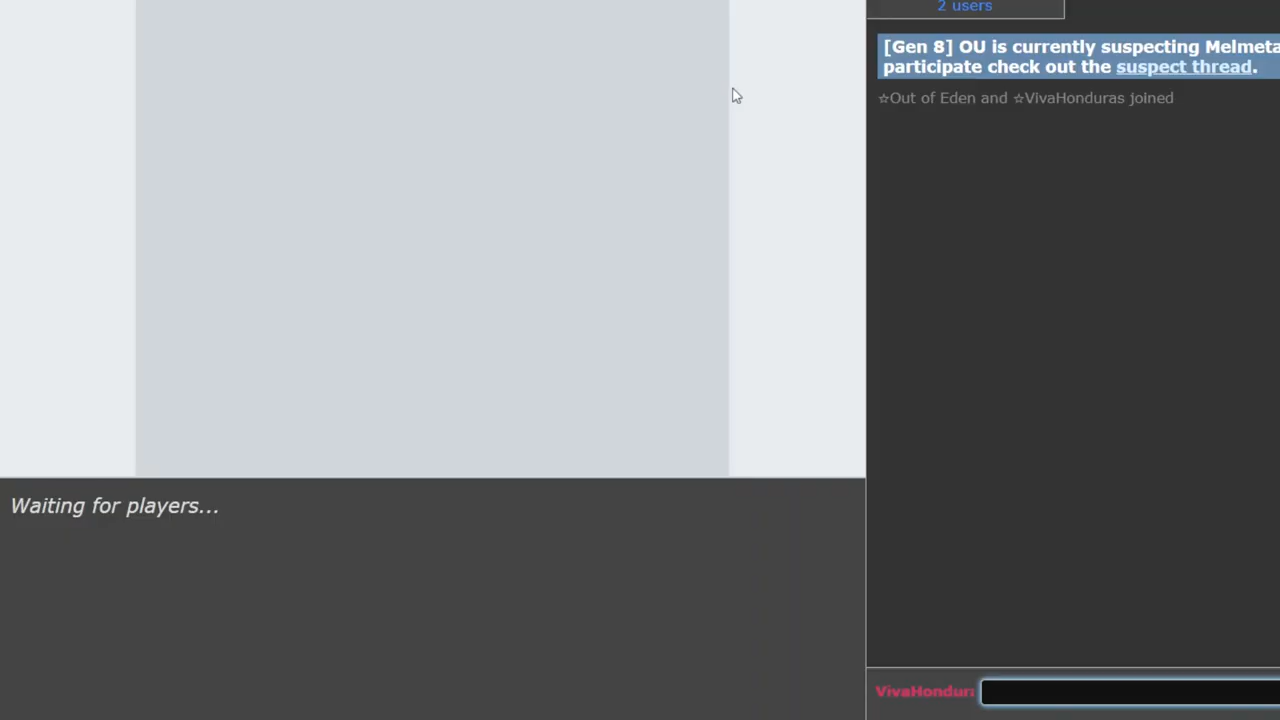 2 users
[Gen 8] OU is currently suspecting Melmeta
participate check out the suspect thread.
☆Out of Eden and ☆VivaHonduras joined
Waiting for players...
VivaHondura